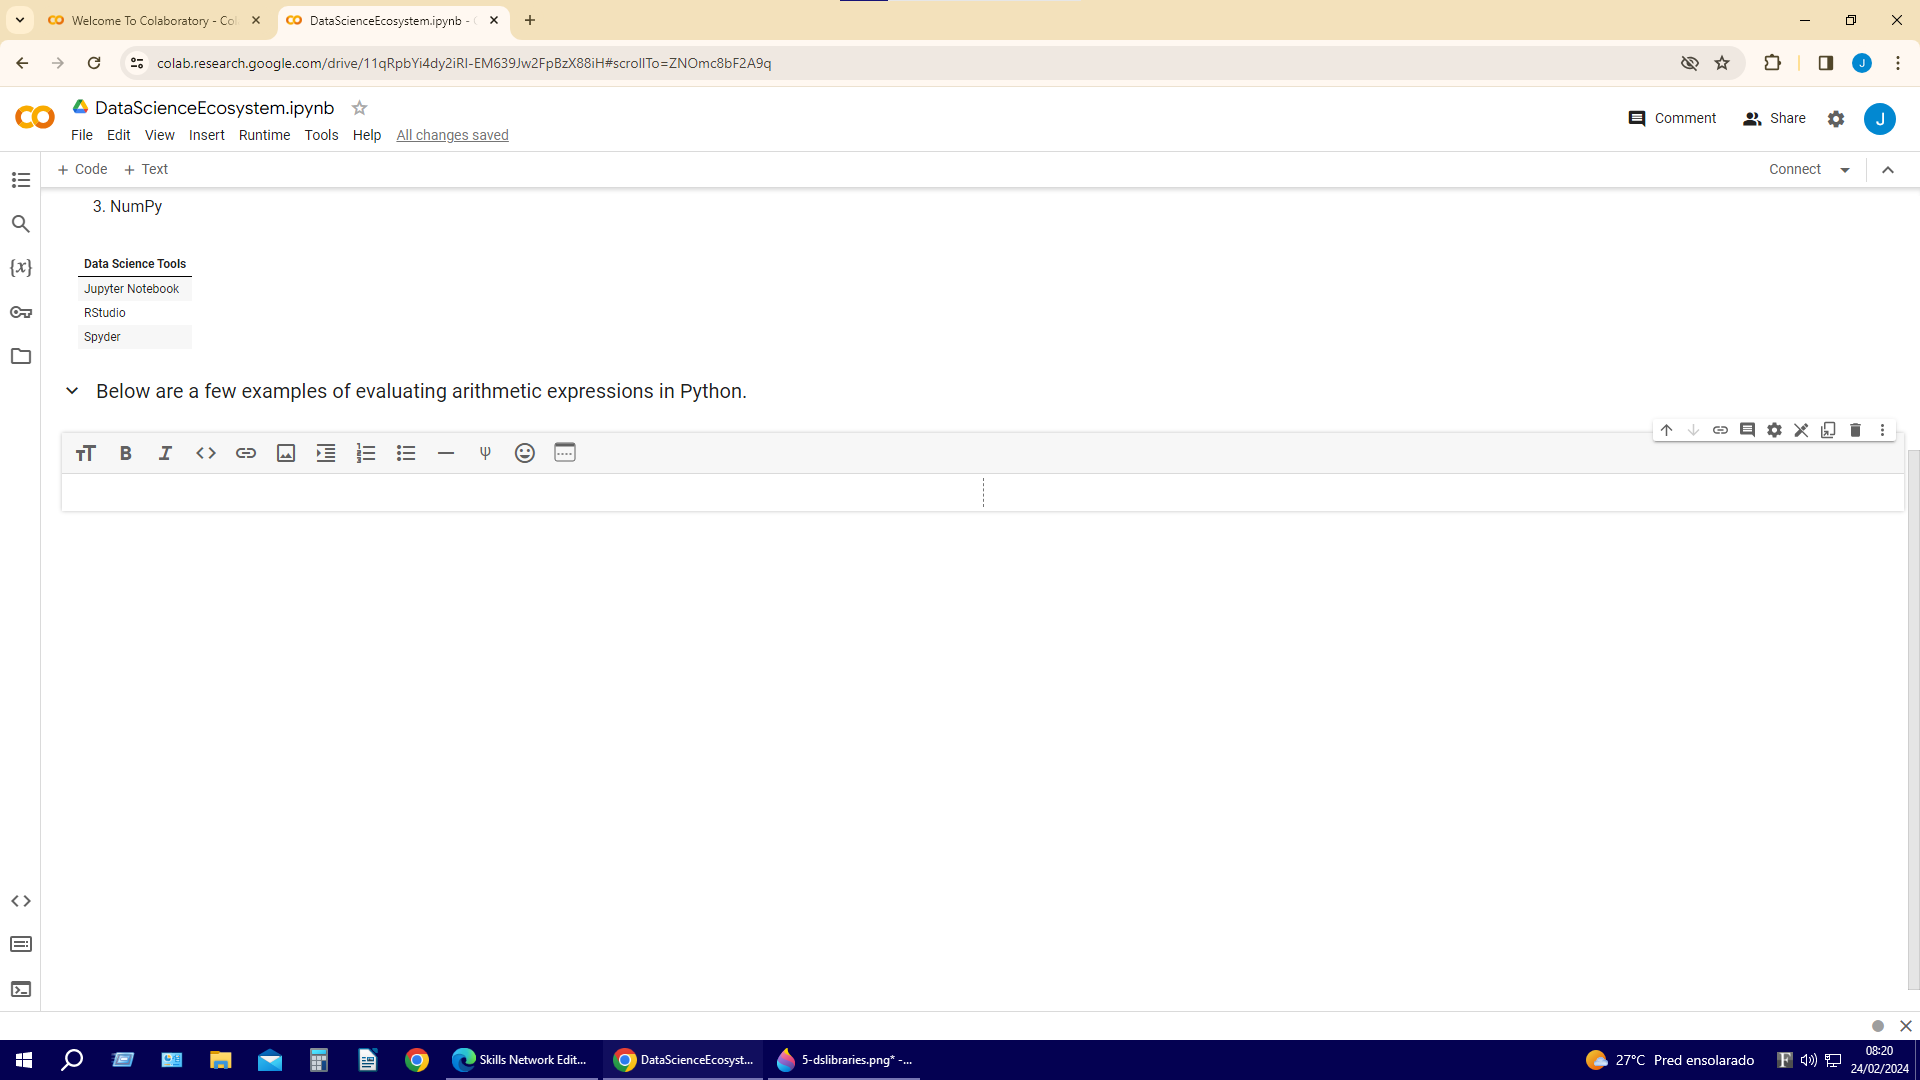 Welcome To Colaboratory - Col
DataScienceEcosystem.ipynb -
colab.research.google.com/drive/11qRpbYi4dy2iRI-EM639Jw2FpBzX88iH#scrollTo=ZNOmc8bF2A9q
J
DataScienceEcosystem.ipynb
File Edit View Insert Runtime Tools Help All changes saved
Comment Share J
+ Code + Text
Connect
3. NumPy
Data Science Tools
Jupyter Notebook
RStudio
Spyder
Below are a few examples of evaluating arithmetic expressions in Python.
Skills Network Edit...
DataScienceEcosyst...
5-dslibraries.png* -...
27°C Pred ensolarado
08:20
24/02/2024